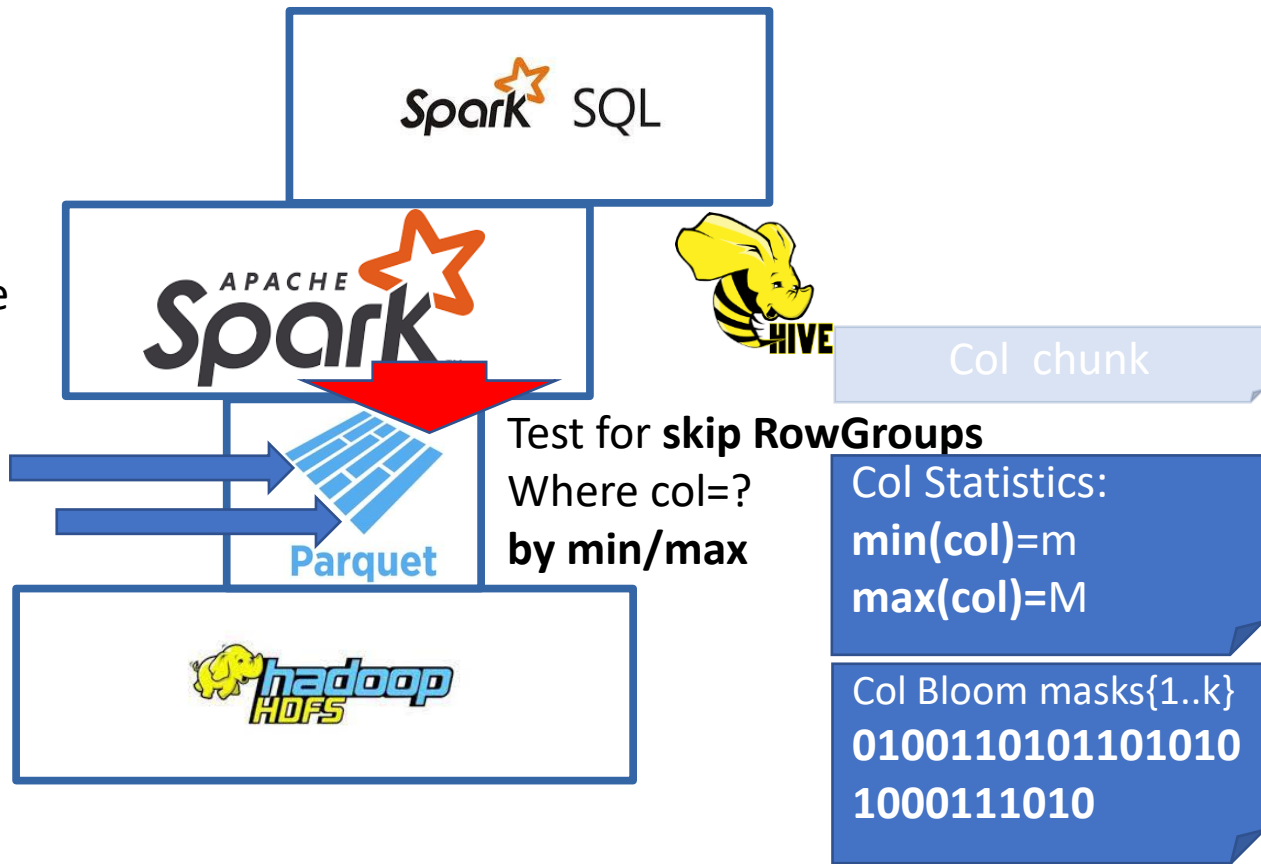 Spark SQL
APACHE
Spark
e
HIVE
Col chunk
Test for skip RowGroups
Where col=?
by min/max
Parquet
Col Statistics:
min(col)=m
max(col)=M
hadoop
HDFS
Col Bloom masks{1..k}
0100110101101010
1000111010